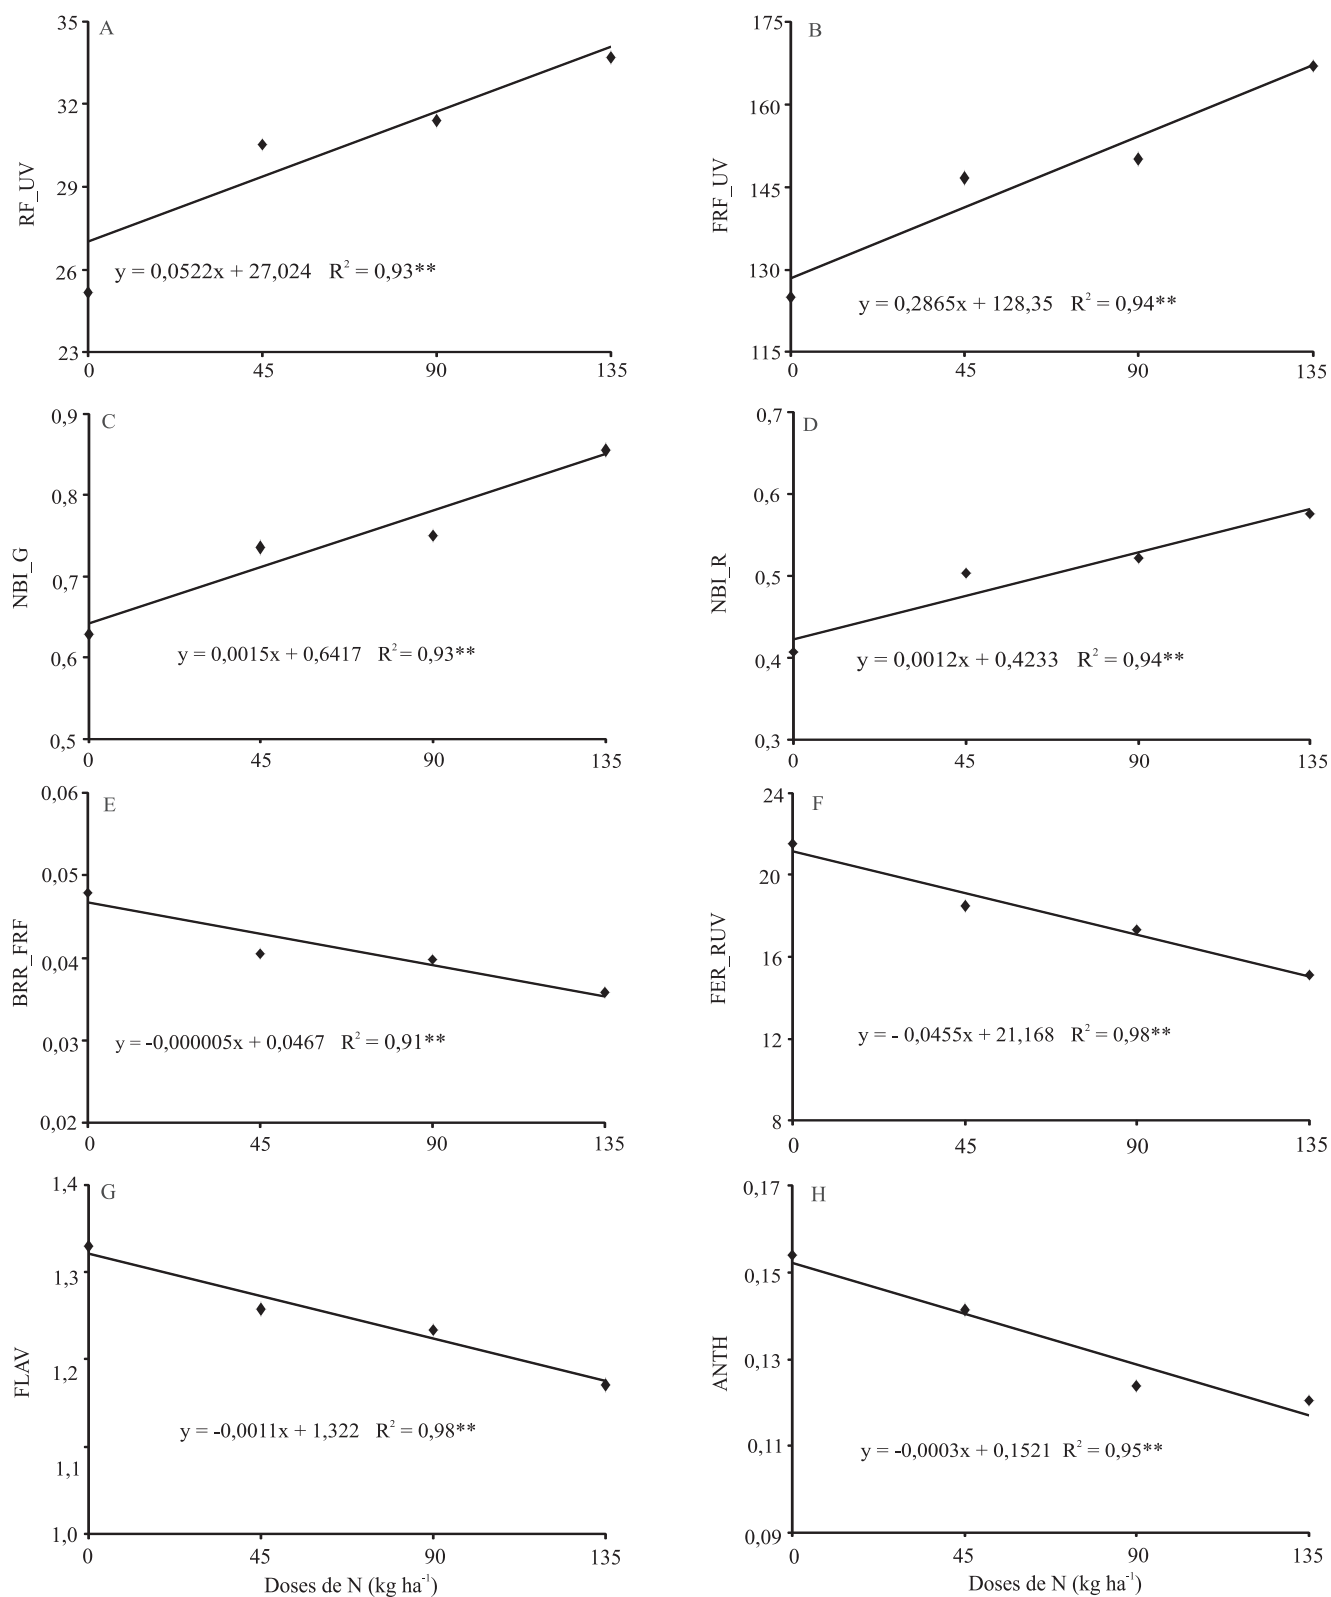 A
35
32
29
26
23
RF_UV
y = 0,0522x + 27,024 R² = 0,93**
0 45 90 135
B
175
160
145
130
115
FRF_UV
y = 0,2865x + 128,35 R² = 0,94**
0 45 90 135
C
0,9
0,8
0,7
0,6
0,5
NBI_G
y = 0,0015x + 0,6417 R² = 0,93**
0 45 90 135
D
0,7
0,6
0,5
0,4
0,3
NBI_R
y = 0,0012x + 0,4233 R² = 0,94**
0 45 90 135
E
0,06
0,05
0,04
0,03
0,02
BRR_FRF
y = -0,000005x + 0,0467 R² = 0,91**
0 45 90 135
F
24
20
16
12
8
FER_RUV
y = - 0,0455x + 21,168 R² = 0,98**
0 45 90 135
G
1,4
1,3
1,2
1,1
1,0
FLAV
y = -0,0011x + 1,322 R² = 0,98**
0 45 90 135
Doses de N (kg ha⁻¹)
H
0,17
0,15
0,13
0,11
0,09
ANTH
y = -0,0003x + 0,1521 R² = 0,95**
0 45 90 135
Doses de N (kg ha⁻¹)